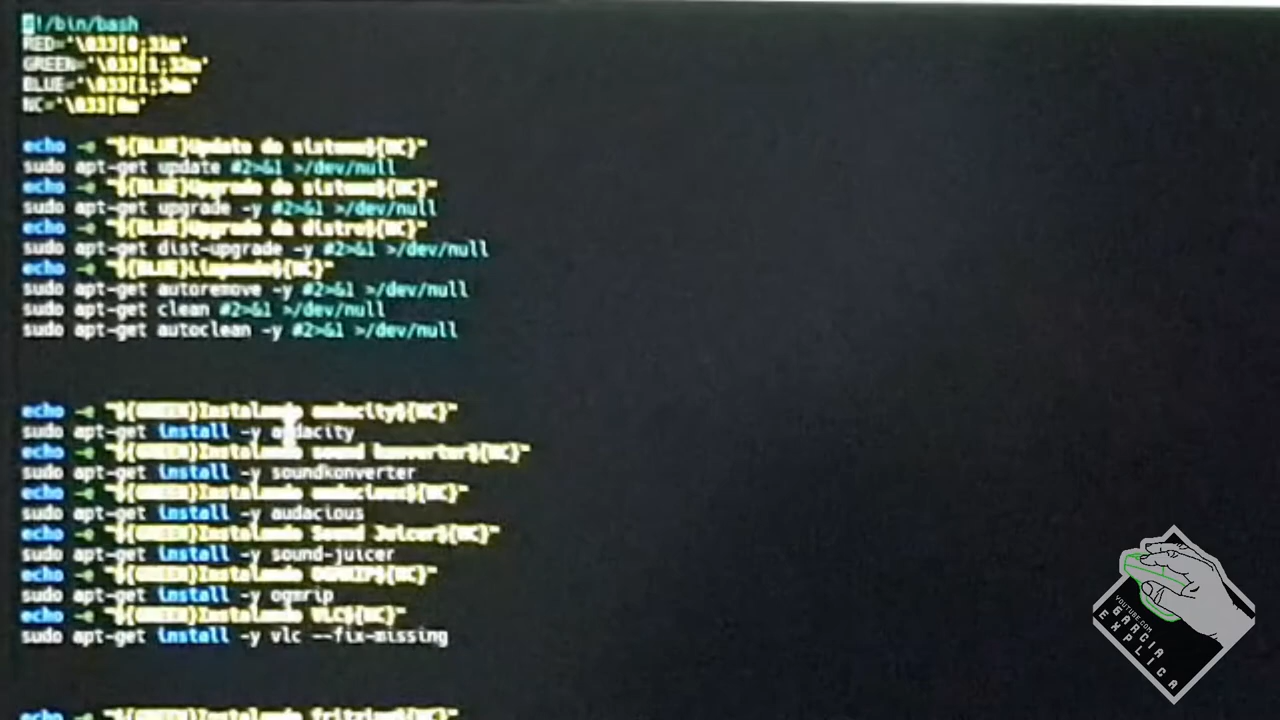 #!/bin/bash
RED='\033[0;31m'
GREEN='\033[1;32m'
BLUE='\033[1;34m'
NC='\033[0m'
echo -e "${BLUE}Update do sistema${NC}"
sudo apt-get update #2>&1 >/dev/null
echo -e "${BLUE}Upgrade do sistema${NC}"
sudo apt-get upgrade -y #2>&1 >/dev/null
echo -e "${BLUE}Upgrade da distro${NC}"
sudo apt-get dist-upgrade -y #2>&1 >/dev/null
echo -e "${BLUE}Limpando${NC}"
sudo apt-get autoremove -y #2>&1 >/dev/null
sudo apt-get clean #2>&1 >/dev/null
sudo apt-get autoclean -y #2>&1 >/dev/null
echo -e "${GREEN}Instalando audacity${NC}"
sudo apt-get install -y audacity
echo -e "${GREEN}Instalando sound konverter${NC}"
sudo apt-get install -y soundkonverter
echo -e "${GREEN}Instalando audacious${NC}"
sudo apt-get install -y audacious
echo -e "${GREEN}Instalando Sound Juicer${NC}"
sudo apt-get install -y sound-juicer
echo -e "${GREEN}Instalando OGMRIP${NC}"
sudo apt-get install -y ogmrip
echo -e "${GREEN}Instalando VLC${NC}"
sudo apt-get install -y vlc --fix-missing
echo -e "${GREEN}Instalando fritzing${NC}"
YOUTUBE.COM
GARCIA
EXPLICA